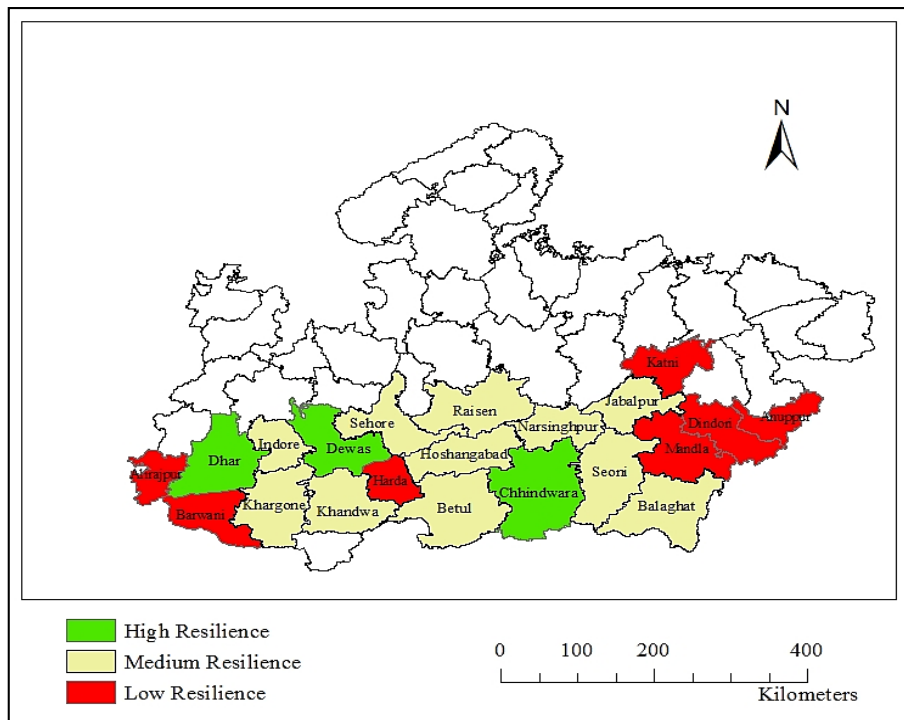 N
Katni
Jabalpur
Raisen
Anuppur
Dindori
Sehore
Narsinghpur
Indore
Dewas
Mandla
Hoshangabad
Dhar
Seoni
Alirajpur
Harda
Chhindwara
Khargone
Betul
Balaghat
Barwani
Khandwa
High Resilience
Medium Resilience
Low Resilience
0 100 200 400
Kilometers